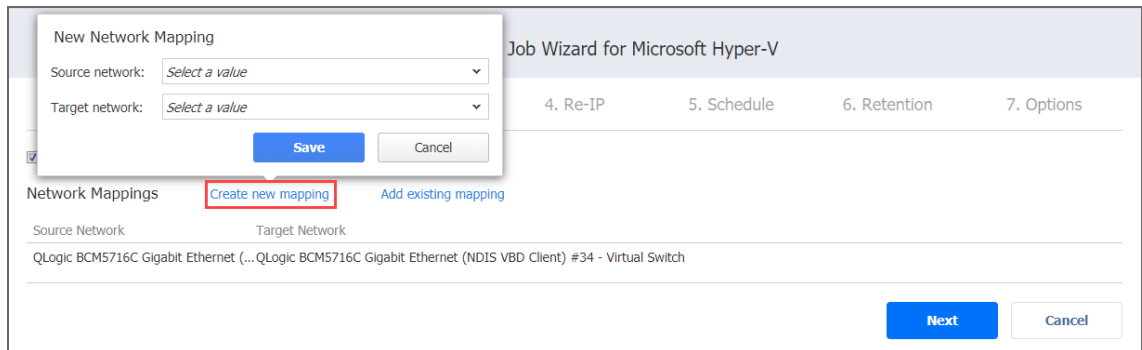 New Network Mapping
Job Wizard for Microsoft Hyper-V
Source network: Select a value
Target network: Select a value
4. Re-IP 5. Schedule 6. Retention 7. Options
Save Cancel
Network Mappings Create new mapping Add existing mapping
Source Network Target Network
QLogic BCM5716C Gigabit Ethernet (... QLogic BCM5716C Gigabit Ethernet (NDIS VBD Client) #34 - Virtual Switch
Next Cancel